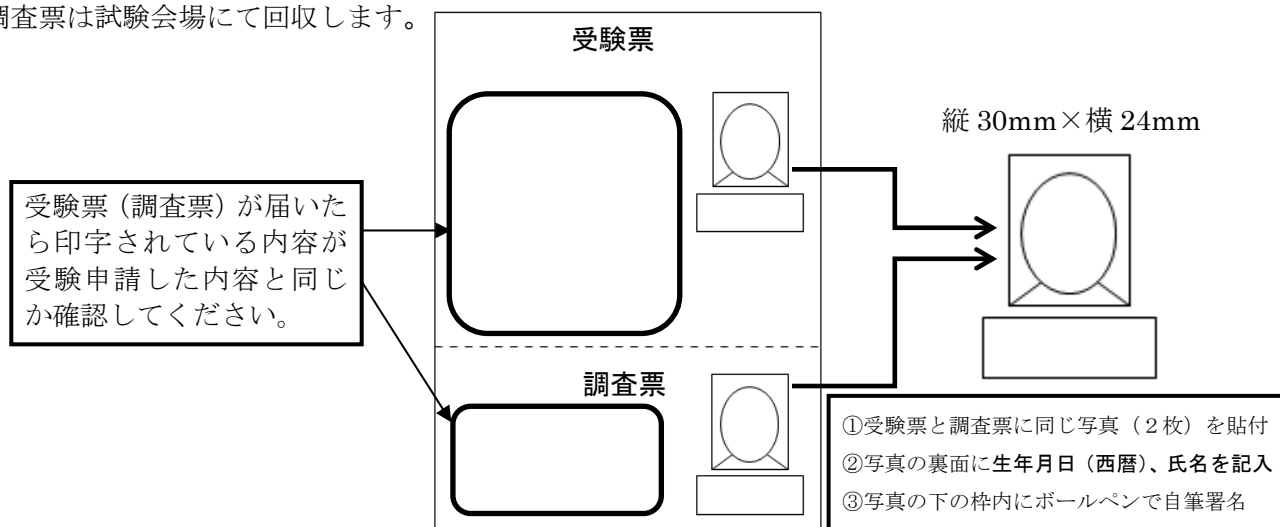 調査票は試験会場にて回収します。
受験票
縦 30mm×横 24mm
受験票（調査票）が届いた
ら印字されている内容が
受験申請した内容と同じ
か確認してください。
調査票
①受験票と調査票に同じ写真（２枚）を貼付
②写真の裏面に生年月日（西暦）、氏名を記入
③写真の下の枠内にボールペンで自筆署名